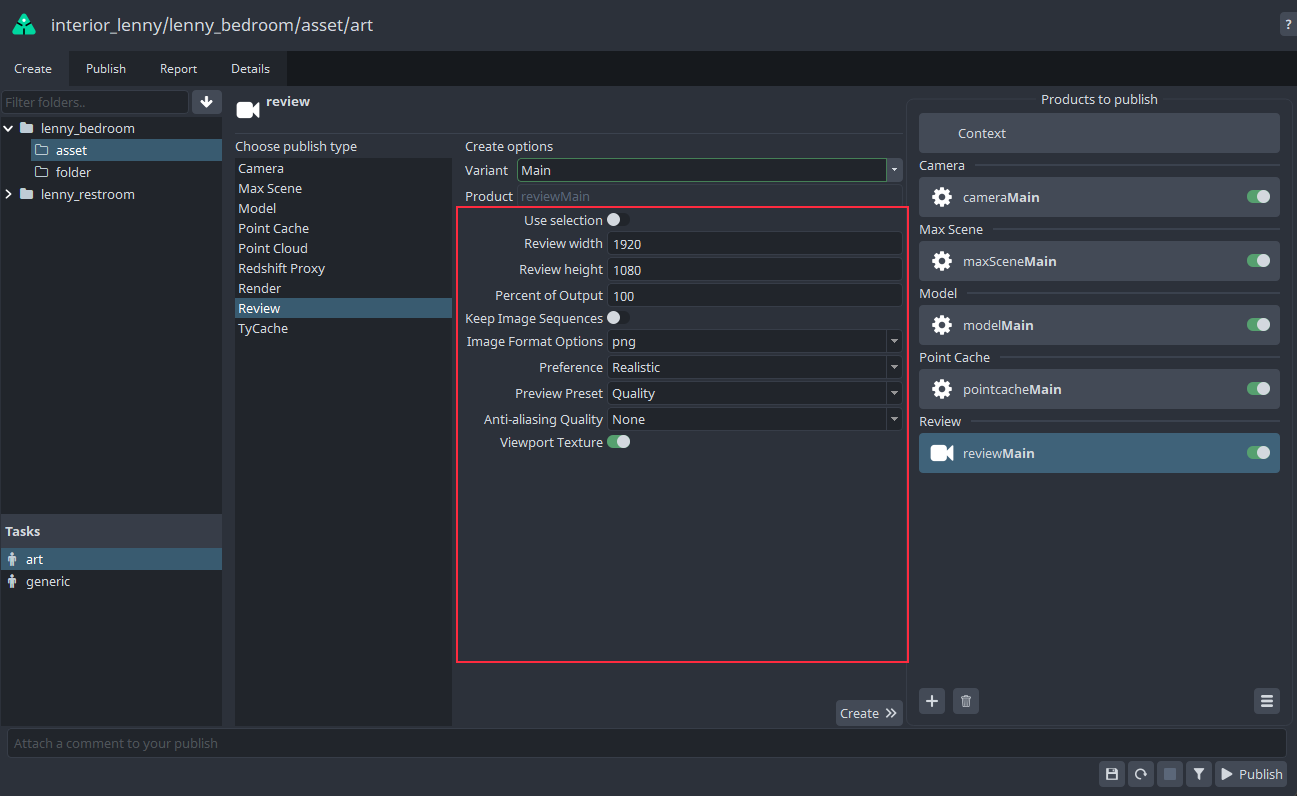 interior_lenny/lenny_bedroom/asset/art
?
Create
Publish
Report
Details
Filter folders..
lenny_bedroom
asset
folder
lenny_restroom
Tasks
art
generic
review
Choose publish type
Camera
Max Scene
Model
Point Cache
Point Cloud
Redshift Proxy
Render
Review
TyCache
Create options
Variant Main
Product reviewMain
Use selection
Review width 1920
Review height 1080
Percent of Output 100
Keep Image Sequences
Image Format Options png
Preference Realistic
Preview Preset Quality
Anti-aliasing Quality None
Viewport Texture
Create
Products to publish
Context
Camera
cameraMain
Max Scene
maxSceneMain
Model
modelMain
Point Cache
pointcacheMain
Review
reviewMain
Attach a comment to your publish
Publish